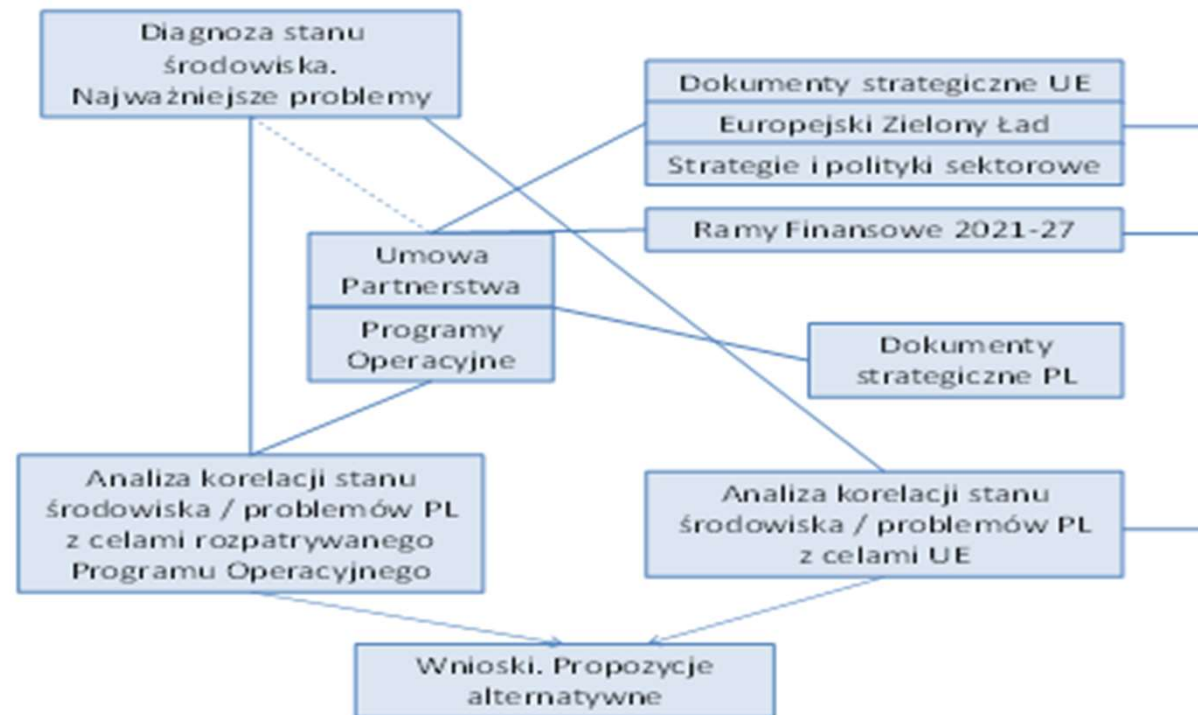 Diagnoza stanu
środowiska.
Najważniejsze problemy
Dokumenty strategiczne UE
Europejski Zielony Ład
Strategie i polityki sektorowe
Ramy Finansowe 2021-27
Umowa
Partnerstwa
Programy
Operacyjne
Dokumenty
strategiczne PL
Analiza korelacji stanu
środowiska / problemów PL
z celami rozpatrywanego
Programu Operacyjnego
Analiza korelacji stanu
środowiska / problemów PL
z celami UE
Wnioski. Propozycje
alternatywne